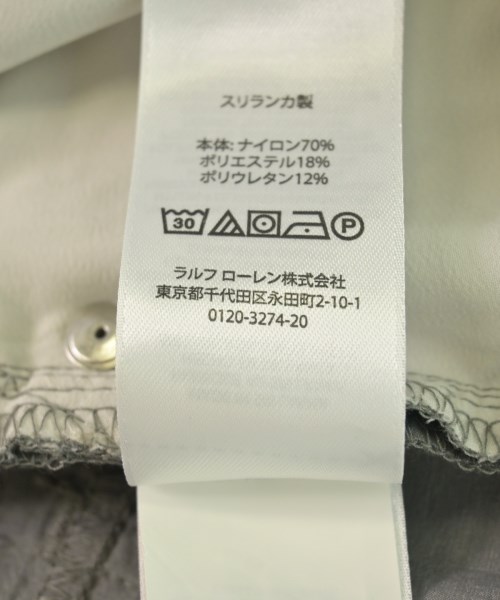 スリランカ製
本体: ナイロン70%
ポリエステル18%
ポリウレタン12%
30 P
ラルフ ローレン株式会社
東京都千代田区永田町2-10-1
0120-3274-20